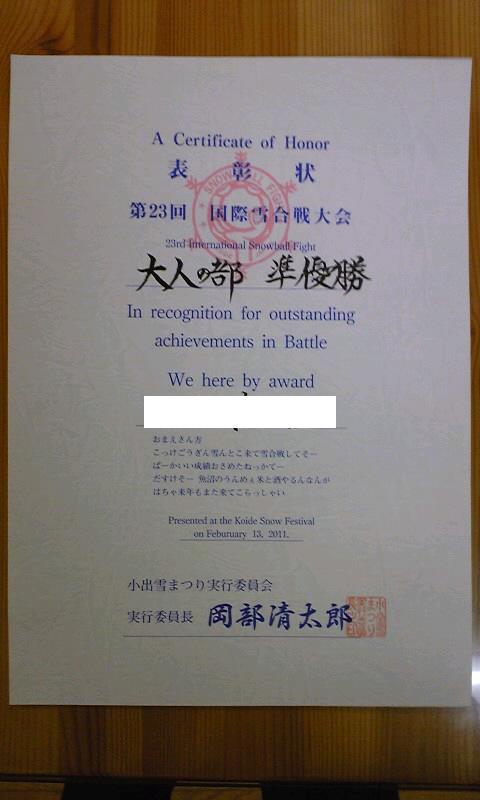 A Certificate of Honor
表彰状
SNOWBALL FIGHT
第23回 国際雪合戦大会
23rd International Snowball Fight
大人の部 準優勝
In recognition for outstanding
achievements in Battle
We here by award
おまえさん方
こっけごうぎん雪んとこ来て雪合戦してそー
ばーかいい成績おさめたねっかてー
だすけそー 魚沼のうんめぇ米と酒やるんなんが
はちゃ来年もまた来てこらっしゃい
Presented at the Koide Snow Festival
on Feburuary 13, 2011.
小出雪まつり実行委員会
実行委員長 岡部清太郎